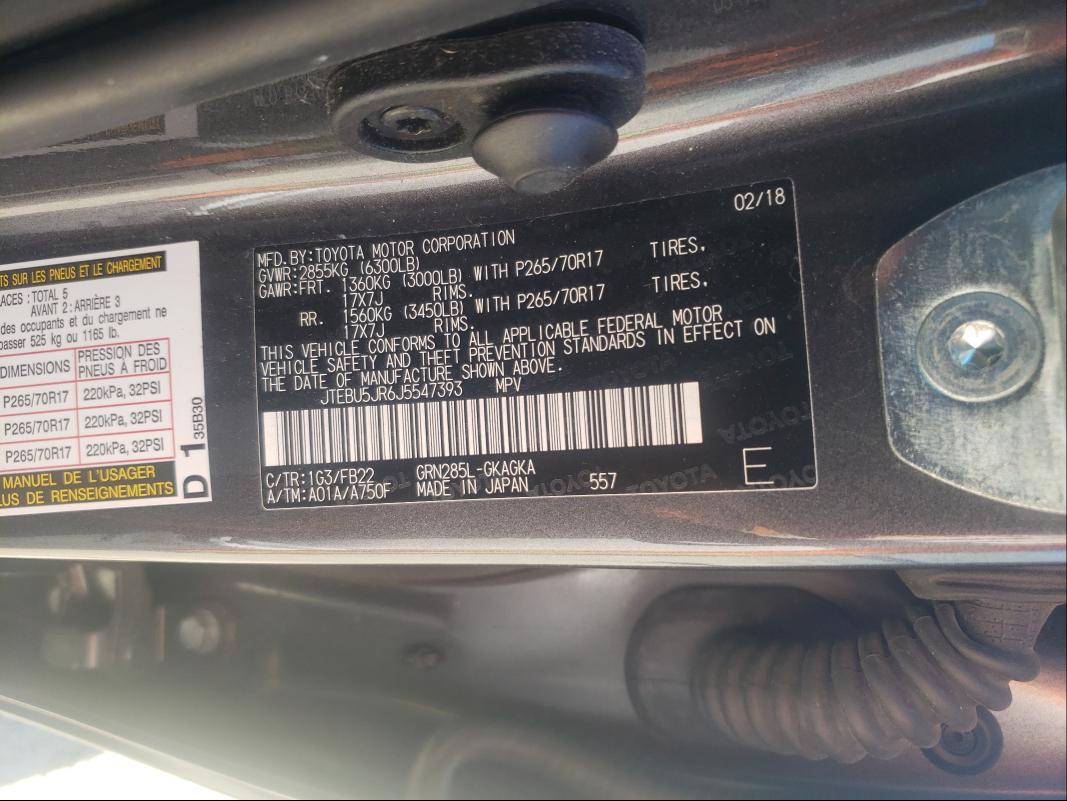 TS SUR LES PNEUS ET LE CHARGEMENT
ACES : TOTAL 5
AVANT 2 : ARRIÈRE 3
des occupants et du chargement ne
passer 525 kg ou 1165 lb.
DIMENSIONS PRESSION DES PNEUS À FROID
P265/70R17 220kPa, 32PSI
P265/70R17 220kPa, 32PSI
P265/70R17 220kPa, 32PSI
MANUEL DE L'USAGER
LUS DE RENSEIGNEMENTS
D 1 35B30
02/18
MFD.BY:TOYOTA MOTOR CORPORATION
GVWR:2855KG (6300LB)
GAWR:FRT. 1360KG (3000LB) WITH P265/70R17 TIRES,
17X7J RIMS.
RR. 1560KG (3450LB) WITH P265/70R17 TIRES,
17X7J RIMS.
THIS VEHICLE CONFORMS TO ALL APPLICABLE FEDERAL MOTOR
VEHICLE SAFETY AND THEFT PREVENTION STANDARDS IN EFFECT ON
THE DATE OF MANUFACTURE SHOWN ABOVE.
JTEBU5JR6J5547393 MPV
C/TR:1G3/FB22 GRN285L-GKAGKA
A/TM:A01A/A750F MADE IN JAPAN 557
E
TOYOTA TOYOTA TOYOTA